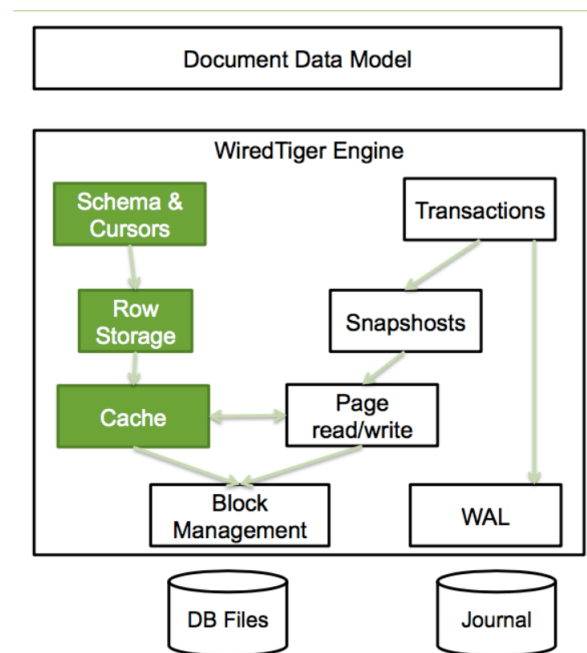 Document Data Model
WiredTiger Engine
Schema &
Cursors
Transactions
Row
Storage
Snapshosts
Cache
Page
read/write
Block
Management
WAL
DB Files
Journal